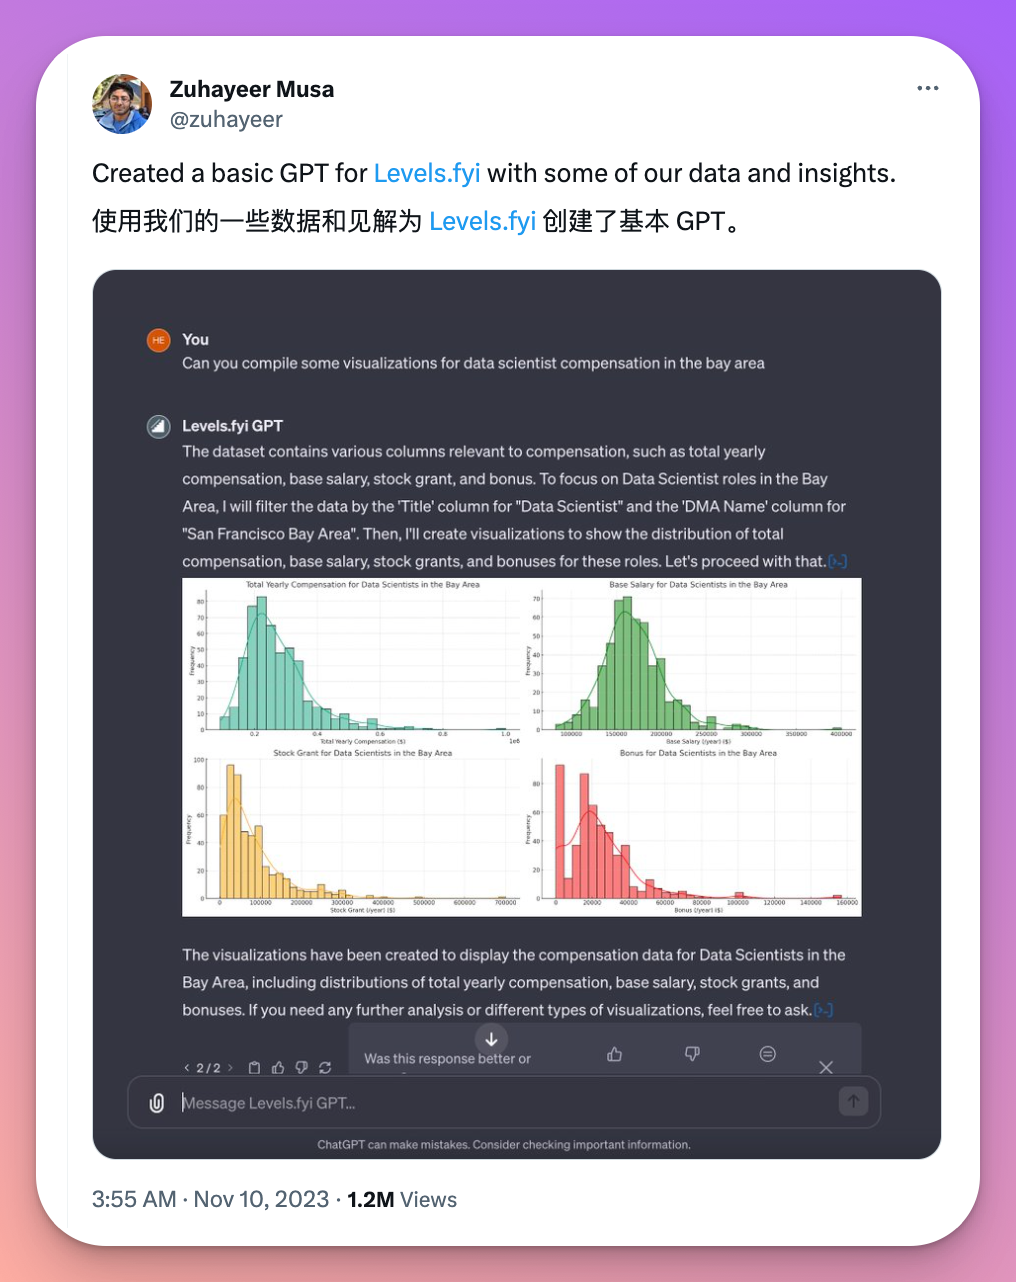 Zuhayeer Musa
@zuhayeer
Created a basic GPT for Levels.fyi with some of our data and insights.
使用我们的一些数据和见解为 Levels.fyi 创建了基本 GPT。
HE
You
Can you compile some visualizations for data scientist compensation in the bay area
Levels.fyi GPT
The dataset contains various columns relevant to compensation, such as total yearly
compensation, base salary, stock grant, and bonus. To focus on Data Scientist roles in the Bay
Area, I will filter the data by the 'Title' column for "Data Scientist" and the 'DMA Name' column for
"San Francisco Bay Area". Then, I'll create visualizations to show the distribution of total
compensation, base salary, stock grants, and bonuses for these roles. Let's proceed with that.[>_]
Total Yearly Compensation for Data Scientists in the Bay Area
Frequency
80
70
60
50
40
30
20
10
0
0.2 0.4 0.6 0.8 1.0
1e6
Total Yearly Compensation ($)
Base Salary for Data Scientists in the Bay Area
Frequency
70
60
50
40
30
20
10
0
100000 150000 200000 250000 300000 350000 400000
Base Salary (/year) ($)
Stock Grant for Data Scientists in the Bay Area
Frequency
100
80
60
40
20
0
0 100000 200000 300000 400000 500000 600000 700000
Stock Grant (/year) ($)
Bonus for Data Scientists in the Bay Area
Frequency
80
60
40
20
0
0 20000 40000 60000 80000 100000 120000 140000 160000
Bonus (/year) ($)
The visualizations have been created to display the compensation data for Data Scientists in the
Bay Area, including distributions of total yearly compensation, base salary, stock grants, and
bonuses. If you need any further analysis or different types of visualizations, feel free to ask.[>_]
Was this response better or
< 2/2 >
Message Levels.fyi GPT...
ChatGPT can make mistakes. Consider checking important information.
3:55 AM · Nov 10, 2023 · 1.2M Views